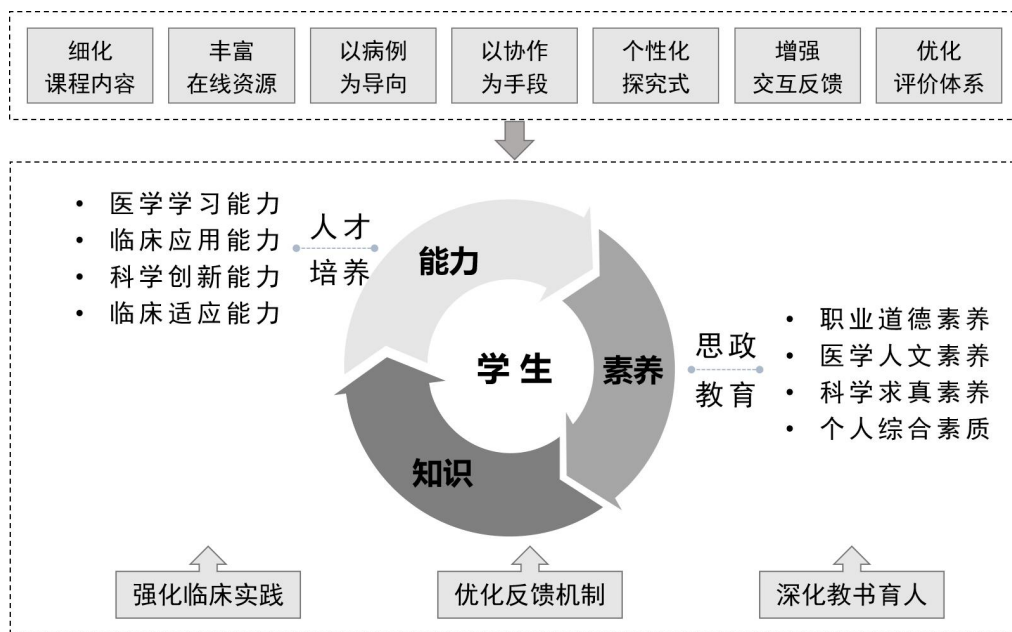 细化
课程内容
丰富
在线资源
以病例
为导向
以协作
为手段
个性化
探究式
增强
交互反馈
优化
评价体系
• 医学学习能力
• 临床应用能力
• 科学创新能力
• 临床适应能力
人才
培养
能力
学生
素养
知识
思政
教育
• 职业道德素养
• 医学人文素养
• 科学求真素养
• 个人综合素质
强化临床实践
优化反馈机制
深化教书育人